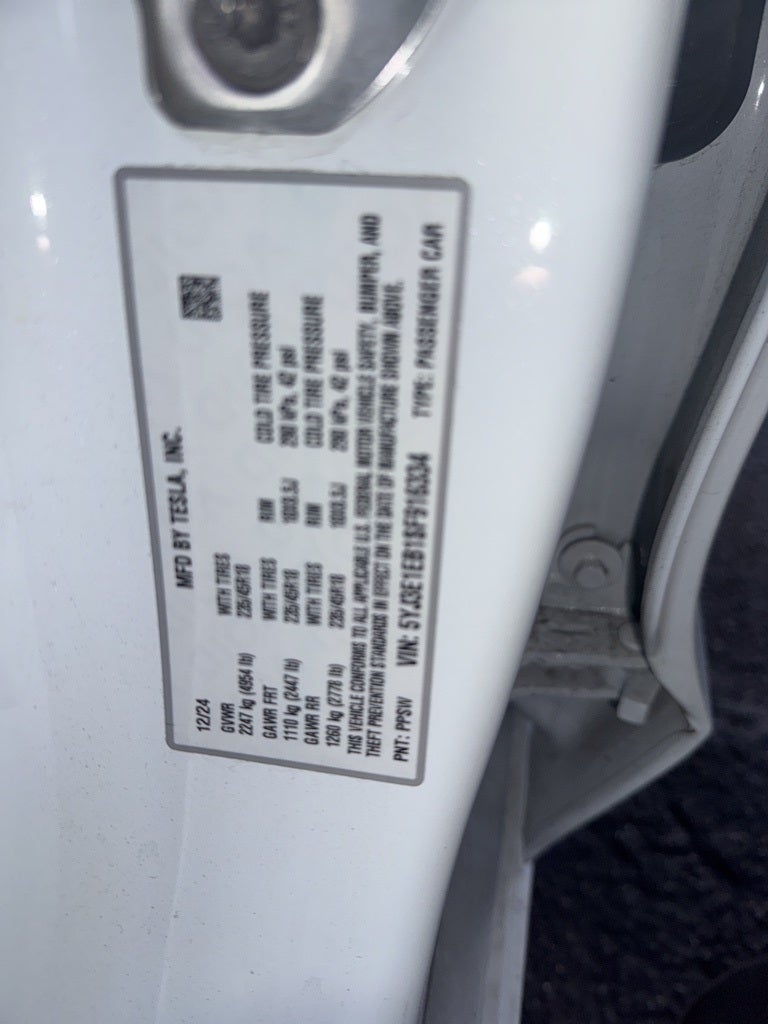 MFD BY TESLA, INC.
12/24
GVWR WITH TIRES
2247 kg (4954 lb) 235/45R18
GAWR FRT WITH TIRES RIM COLD TIRE PRESSURE
1110 kg (2447 lb) 235/45R18 290 kPa, 42 psi
GAWR RR WITH TIRES RIM COLD TIRE PRESSURE
1260 kg (2778 lb) 235/45R18 290 kPa, 42 psi
THIS VEHICLE CONFORMS TO ALL APPLICABLE U.S. FEDERAL MOTOR VEHICLE SAFETY, BUMPER, AND
THEFT PREVENTION STANDARDS IN EFFECT ON THE DATE OF MANUFACTURE SHOWN ABOVE.
PNT: PPSW VIN: 5YJ3E1EB1SF916334 TYPE: PASSENGER CAR